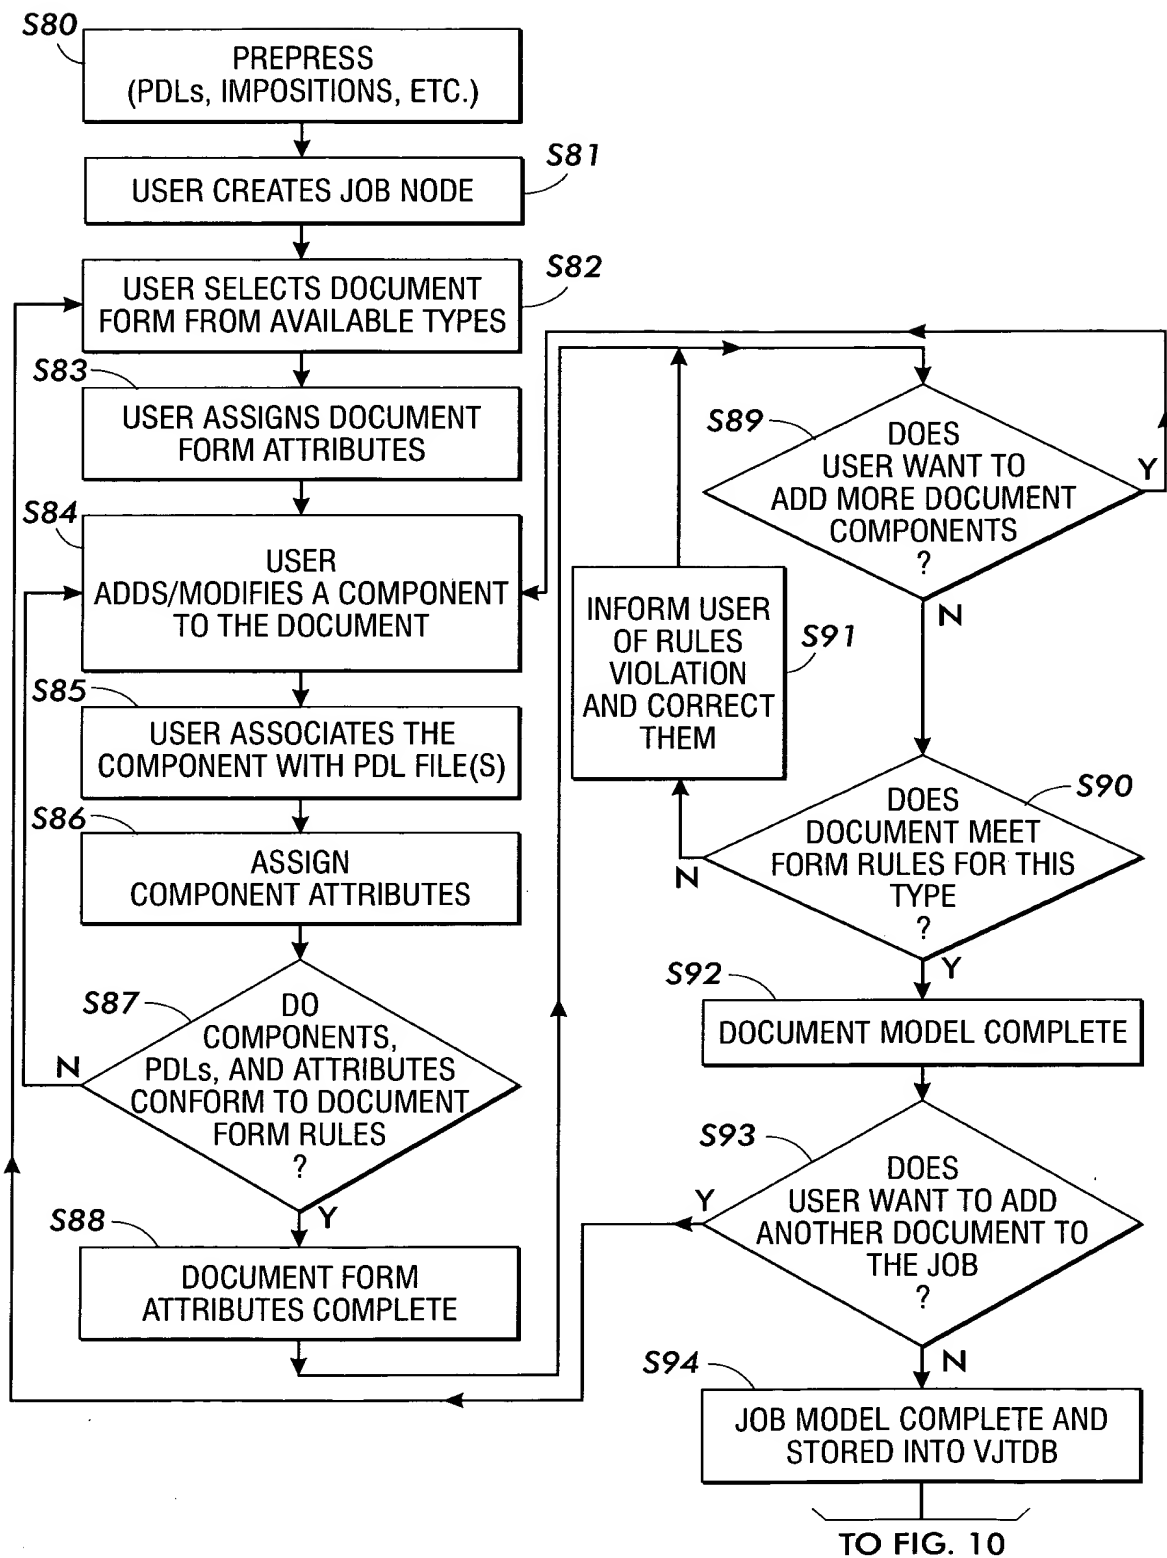 S80
PREPRESS
(PDLs, IMPOSITIONS, ETC.)
S81
USER CREATES JOB NODE
S82
USER SELECTS DOCUMENT
FORM FROM AVAILABLE TYPES
S83
USER ASSIGNS DOCUMENT
FORM ATTRIBUTES
S84
USER
ADDS/MODIFIES A COMPONENT
TO THE DOCUMENT
S85
USER ASSOCIATES THE
COMPONENT WITH PDL FILE(S)
S86
ASSIGN
COMPONENT ATTRIBUTES
S87
DO
COMPONENTS,
PDLs, AND ATTRIBUTES
CONFORM TO DOCUMENT
FORM RULES
?
N
Y
S88
DOCUMENT FORM
ATTRIBUTES COMPLETE
S89
DOES
USER WANT TO
ADD MORE DOCUMENT
COMPONENTS
?
Y
N
S90
DOES
DOCUMENT MEET
FORM RULES FOR THIS
TYPE
?
N
Y
S91
INFORM USER
OF RULES
VIOLATION
AND CORRECT
THEM
S92
DOCUMENT MODEL COMPLETE
S93
DOES
USER WANT TO ADD
ANOTHER DOCUMENT TO
THE JOB
?
Y
N
S94
JOB MODEL COMPLETE AND
STORED INTO VJTDB
TO FIG. 10